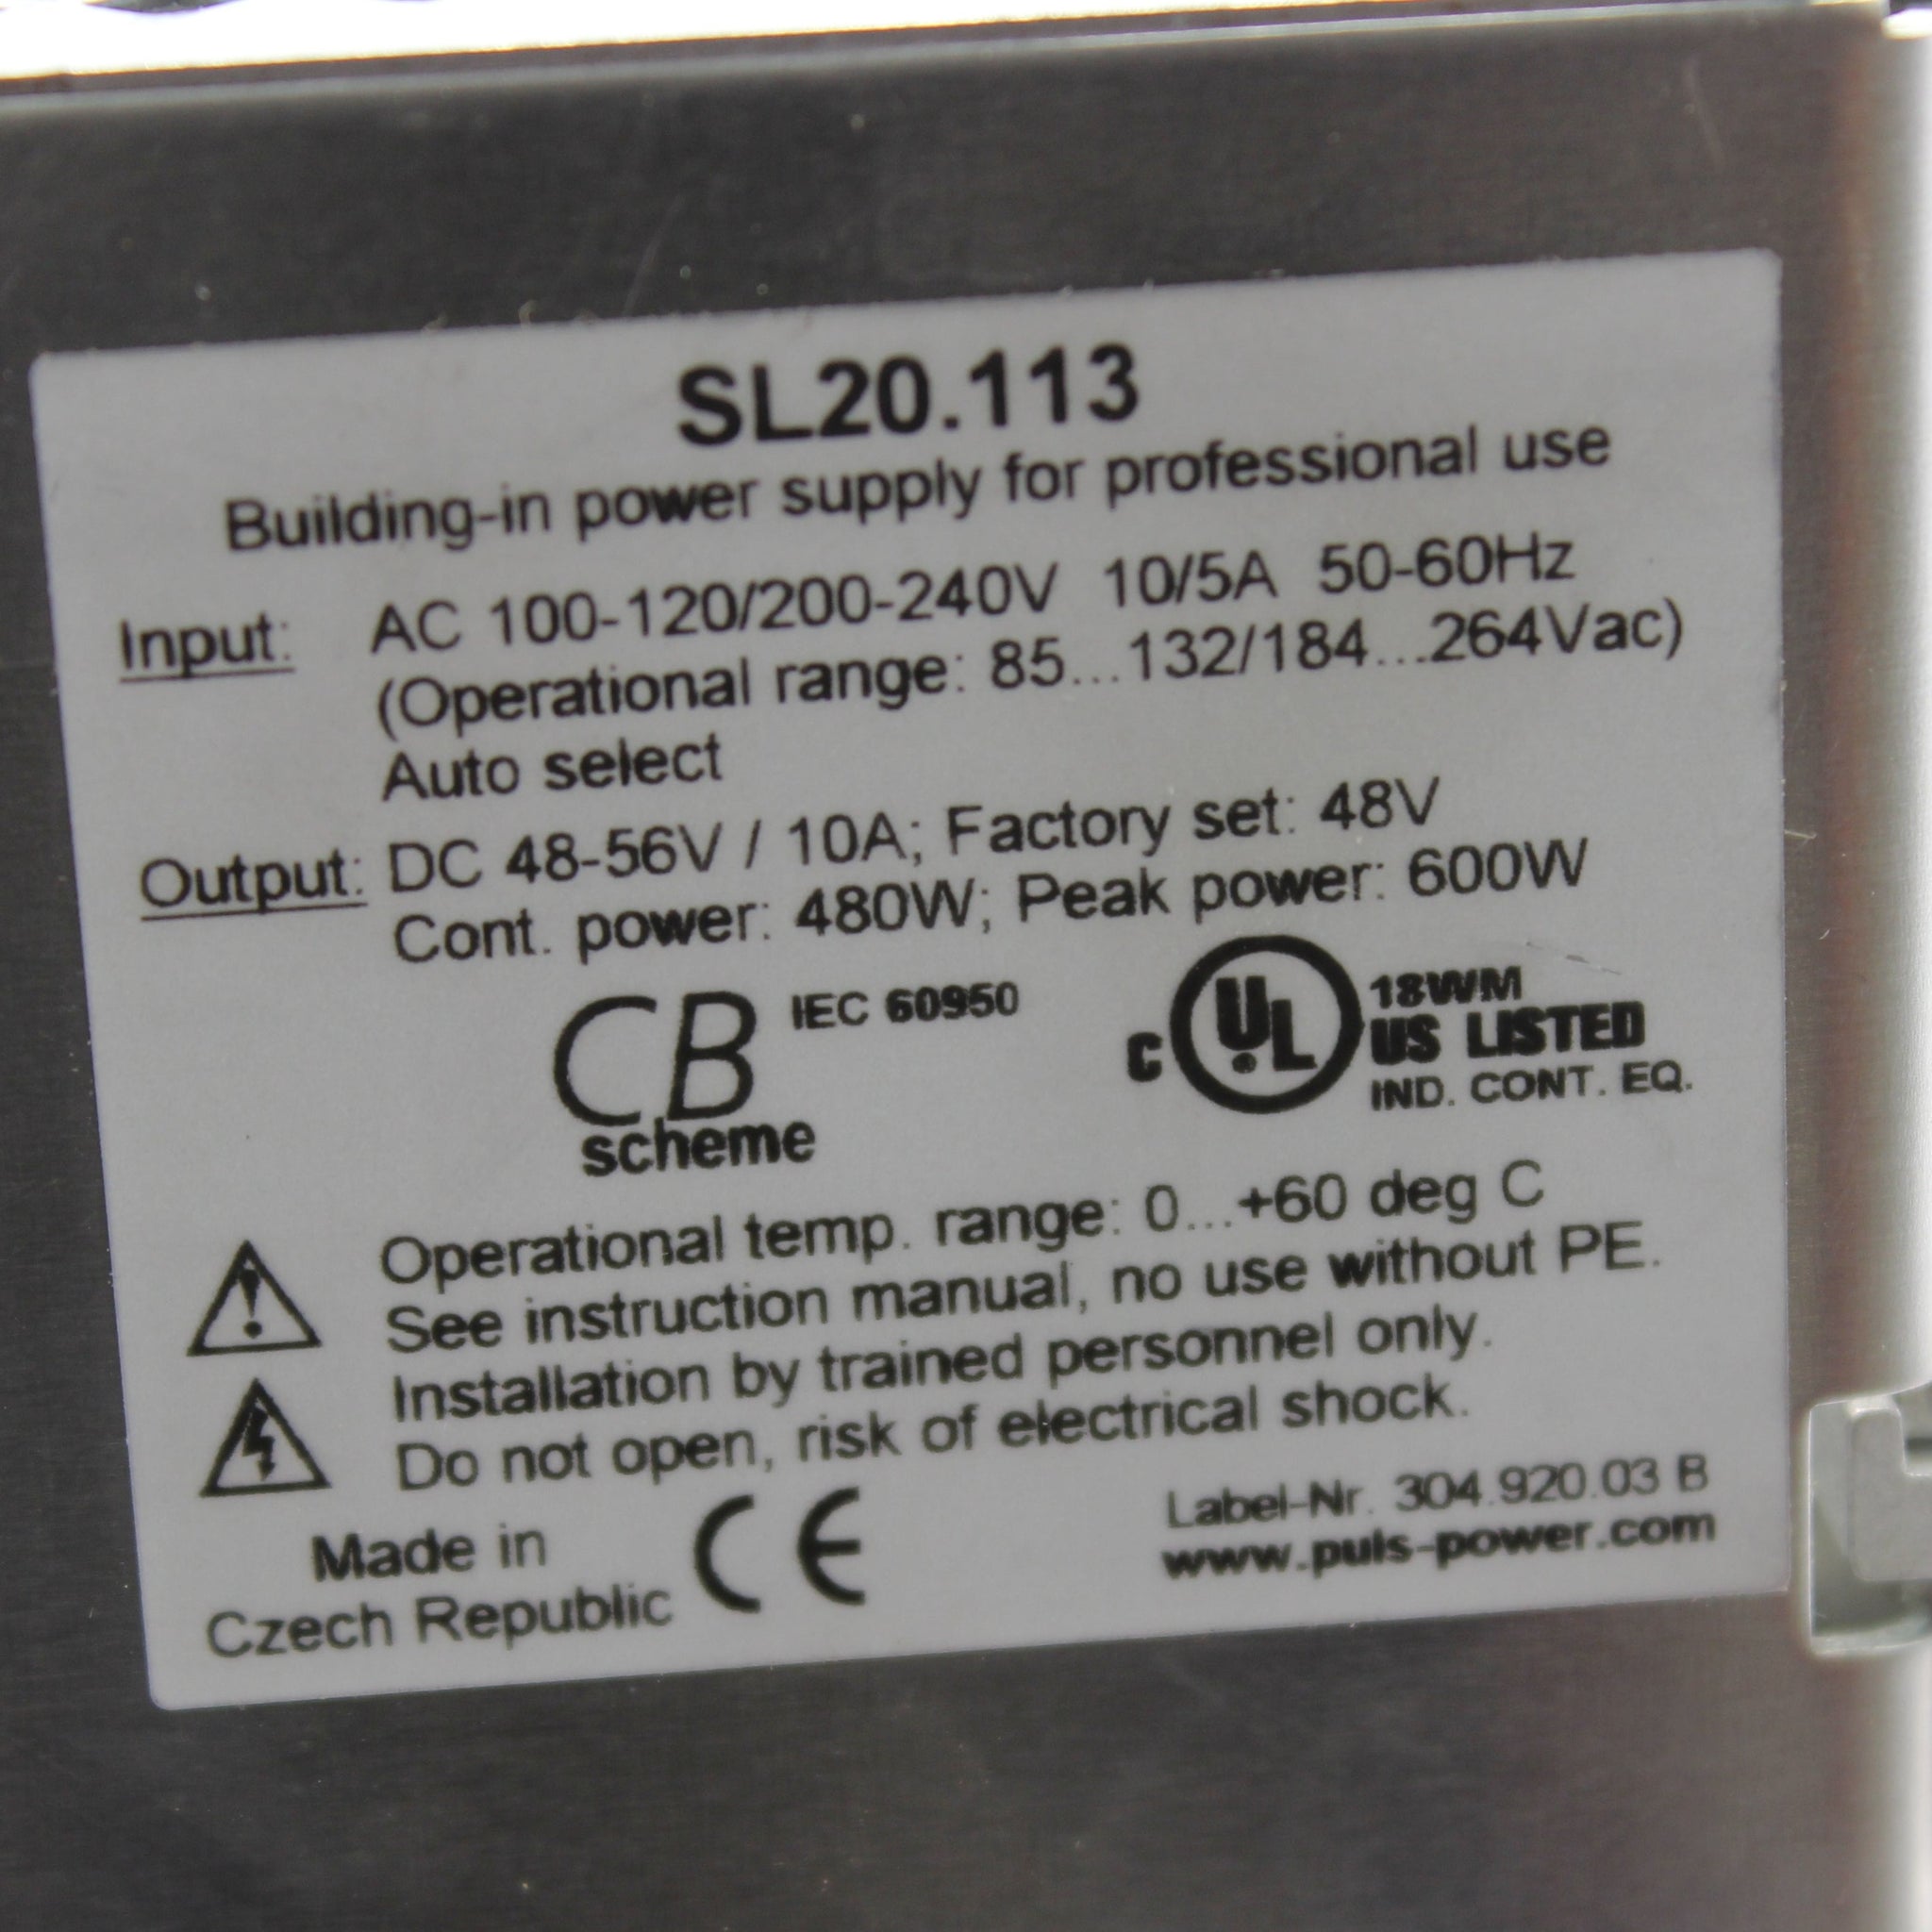 SL20.113
Building-in power supply for professional use
Input: AC 100-120/200-240V 10/5A 50-60Hz
(Operational range: 85...132/184...264Vac)
Auto select
Output: DC 48-56V / 10A; Factory set: 48V
Cont. power: 480W; Peak power: 600W
CB scheme
IEC 60950
C UL 18WM
US LISTED
IND. CONT. EQ.
Operational temp. range: 0...+60 deg C
See instruction manual, no use without PE.
Installation by trained personnel only.
Do not open, risk of electrical shock.
Made in
Czech Republic
CE
Label-Nr. 304.920.03 B
www.puls-power.com